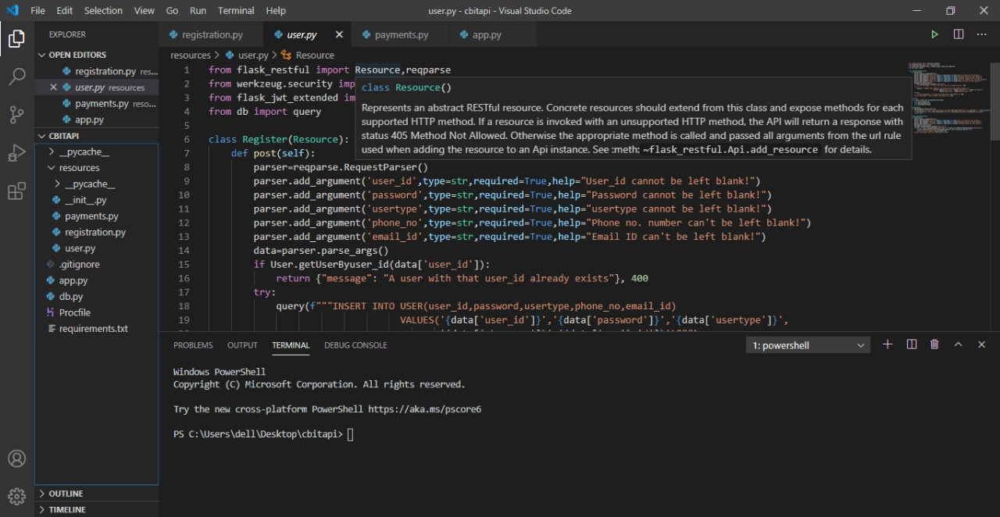 File Edit Selection View Go Run Terminal Help
user.py - cbitapi - Visual Studio Code
EXPLORER
OPEN EDITORS
registration.py res...
user.py resources
payments.py reso...
app.py
CBITAPI
__pycache__
resources
__pycache__
__init__.py
payments.py
registration.py
user.py
.gitignore
app.py
db.py
Procfile
requirements.txt
OUTLINE
TIMELINE
registration.py user.py payments.py app.py
resources > user.py > Resource
1 from flask_restful import Resource,reqparse
2 from werkzeug.security imp
3 from flask_jwt_extended im
4 from db import query
5
6 class Register(Resource):
7 def post(self):
8 parser=reqparse.RequestParser()
9 parser.add_argument('user_id',type=str,required=True,help="User_id cannot be left blank!")
10 parser.add_argument('password',type=str,required=True,help="Password cannot be left blank!")
11 parser.add_argument('usertype',type=str,required=True,help="usertype cannot be left blank!")
12 parser.add_argument('phone_no',type=str,required=True,help="Phone no. number can't be left blank!")
13 parser.add_argument('email_id',type=str,required=True,help="Email ID can't be left blank!")
14 data=parser.parse_args()
15 if User.getUserByuser_id(data['user_id']):
16 return {"message": "A user with that user_id already exists"}, 400
17 try:
18 query(f"""INSERT INTO USER(user_id,password,usertype,phone_no,email_id)
19 VALUES('{data['user_id']}','{data['password']}','{data['usertype']}',
class Resource()
Represents an abstract RESTful resource. Concrete resources should extend from this class and expose methods for each
supported HTTP method. If a resource is invoked with an unsupported HTTP method, the API will return a response with
status 405 Method Not Allowed. Otherwise the appropriate method is called and passed all arguments from the url rule
used when adding the resource to an Api instance. See :meth: ~flask_restful.Api.add_resource for details.
PROBLEMS OUTPUT TERMINAL DEBUG CONSOLE
1: powershell
Windows PowerShell
Copyright (C) Microsoft Corporation. All rights reserved.
Try the new cross-platform PowerShell https://aka.ms/pscore6
PS C:\Users\dell\Desktop\cbitapi>